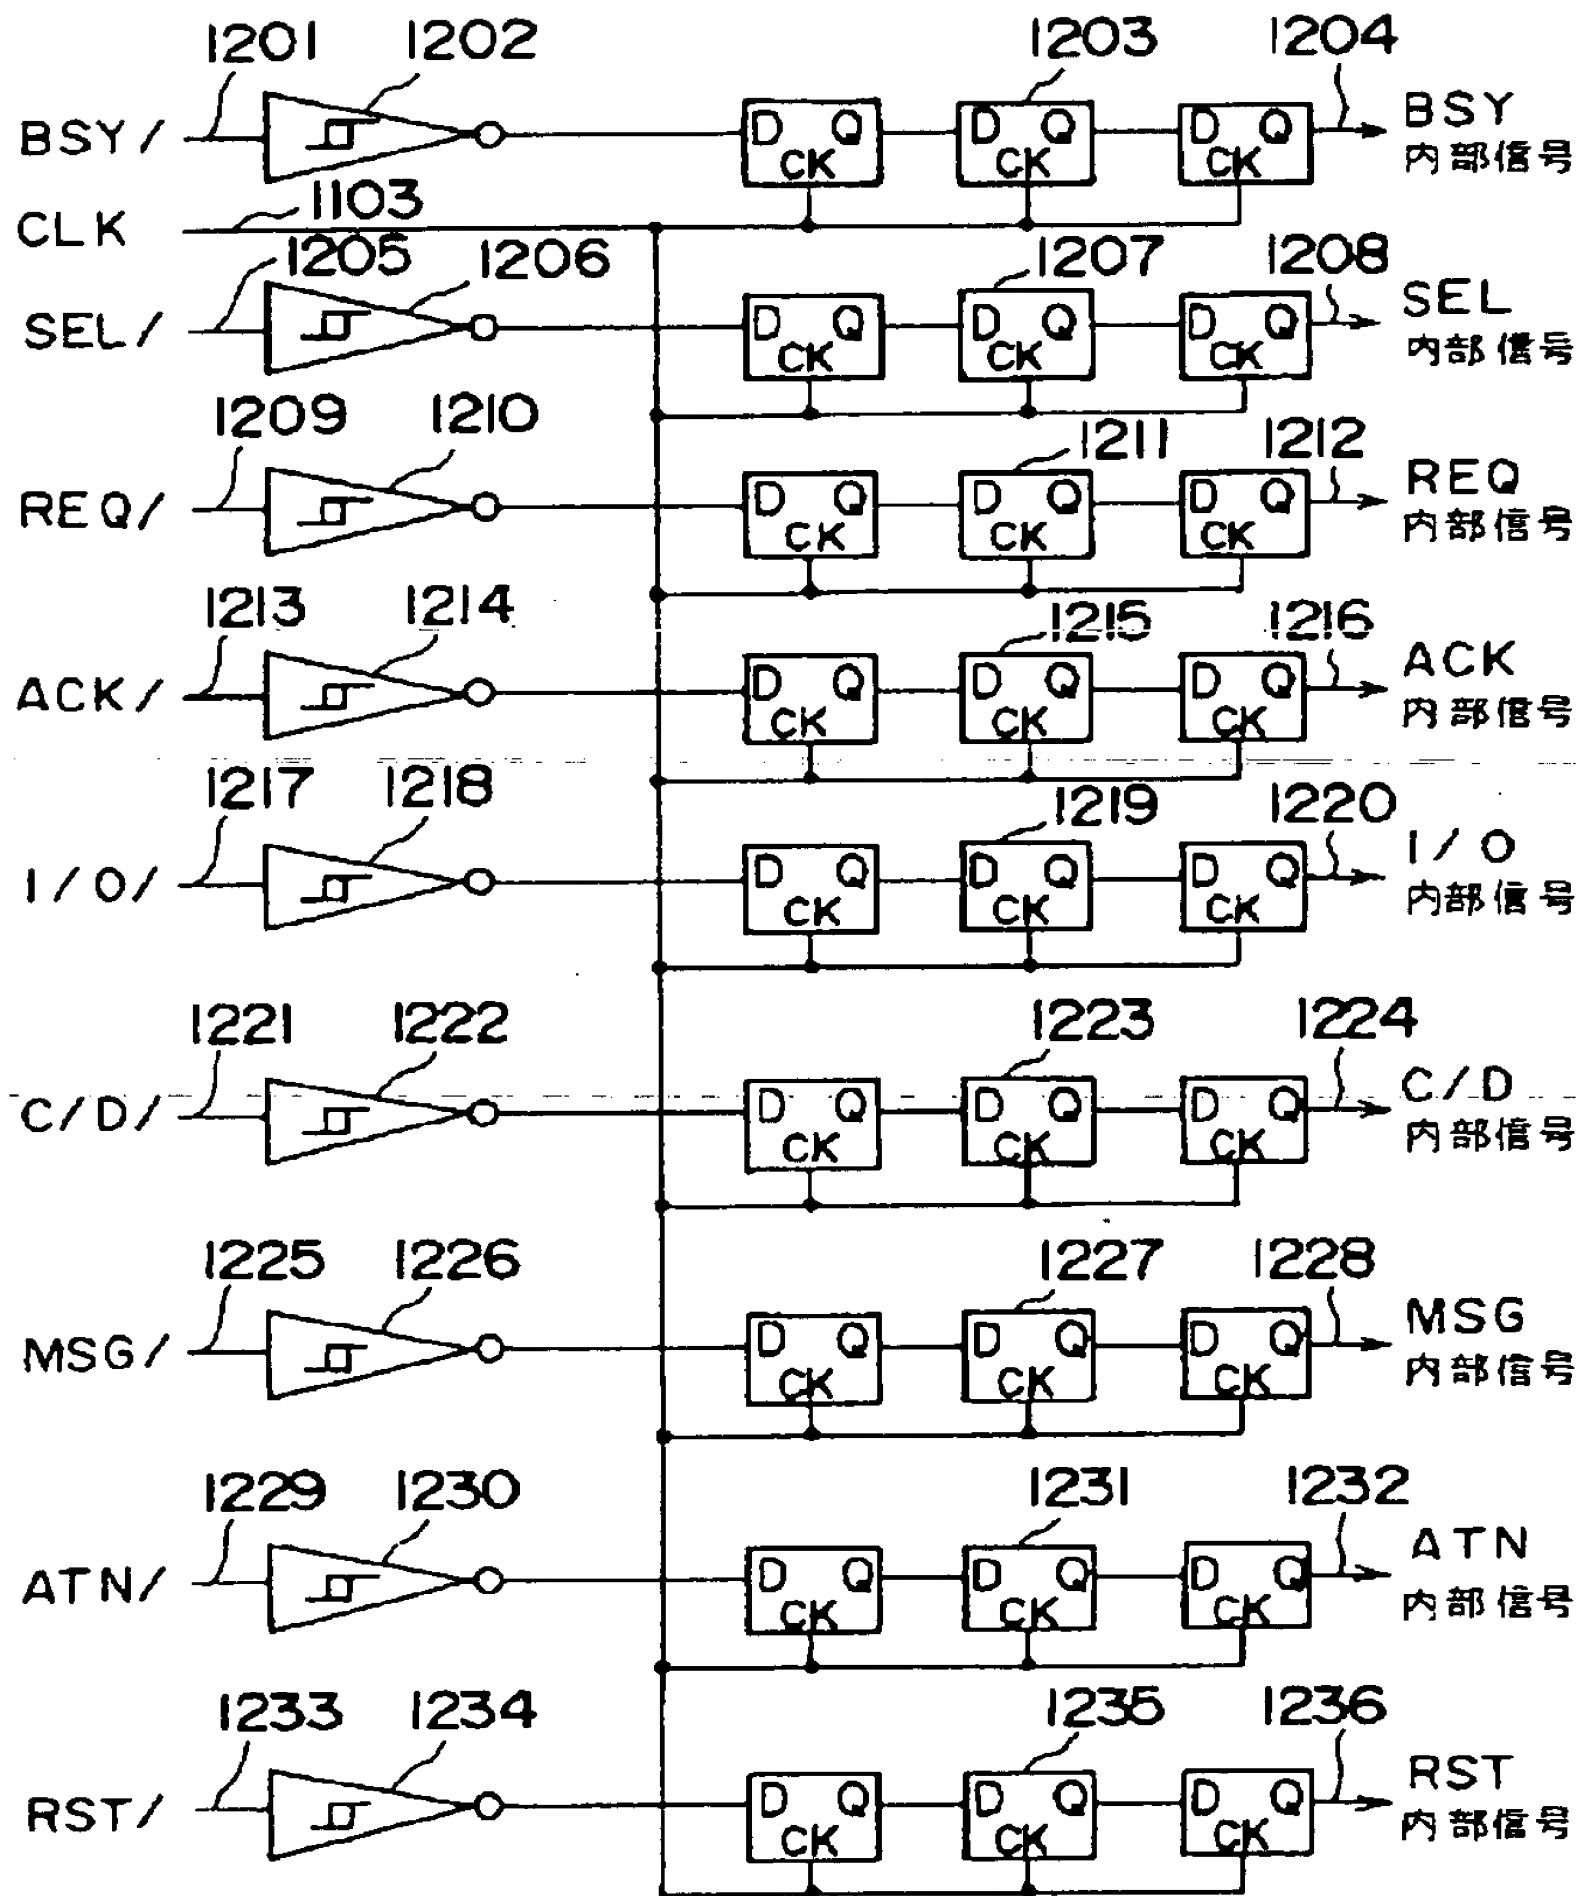 1201 1202 1203 1204
BSY/ D Q D Q D Q BSY
CK CK CK 内部信号
CLK 1103
1205 1206 1207 1208
SEL/ D Q D Q D Q SEL
CK CK CK 内部信号
1209 1210 1211 1212
REQ/ D Q D Q D Q REQ
CK CK CK 内部信号
1213 1214 1215 1216
ACK/ D Q D Q D Q ACK
CK CK CK 内部信号
1217 1218 1219 1220
I/O/ D Q D Q D Q I/O
CK CK CK 内部信号
1221 1222 1223 1224
C/D/ D Q D Q D Q C/D
CK CK CK 内部信号
1225 1226 1227 1228
MSG/ D Q D Q D Q MSG
CK CK CK 内部信号
1229 1230 1231 1232
ATN/ D Q D Q D Q ATN
CK CK CK 内部信号
1233 1234 1235 1236
RST/ D Q D Q D Q RST
CK CK CK 内部信号